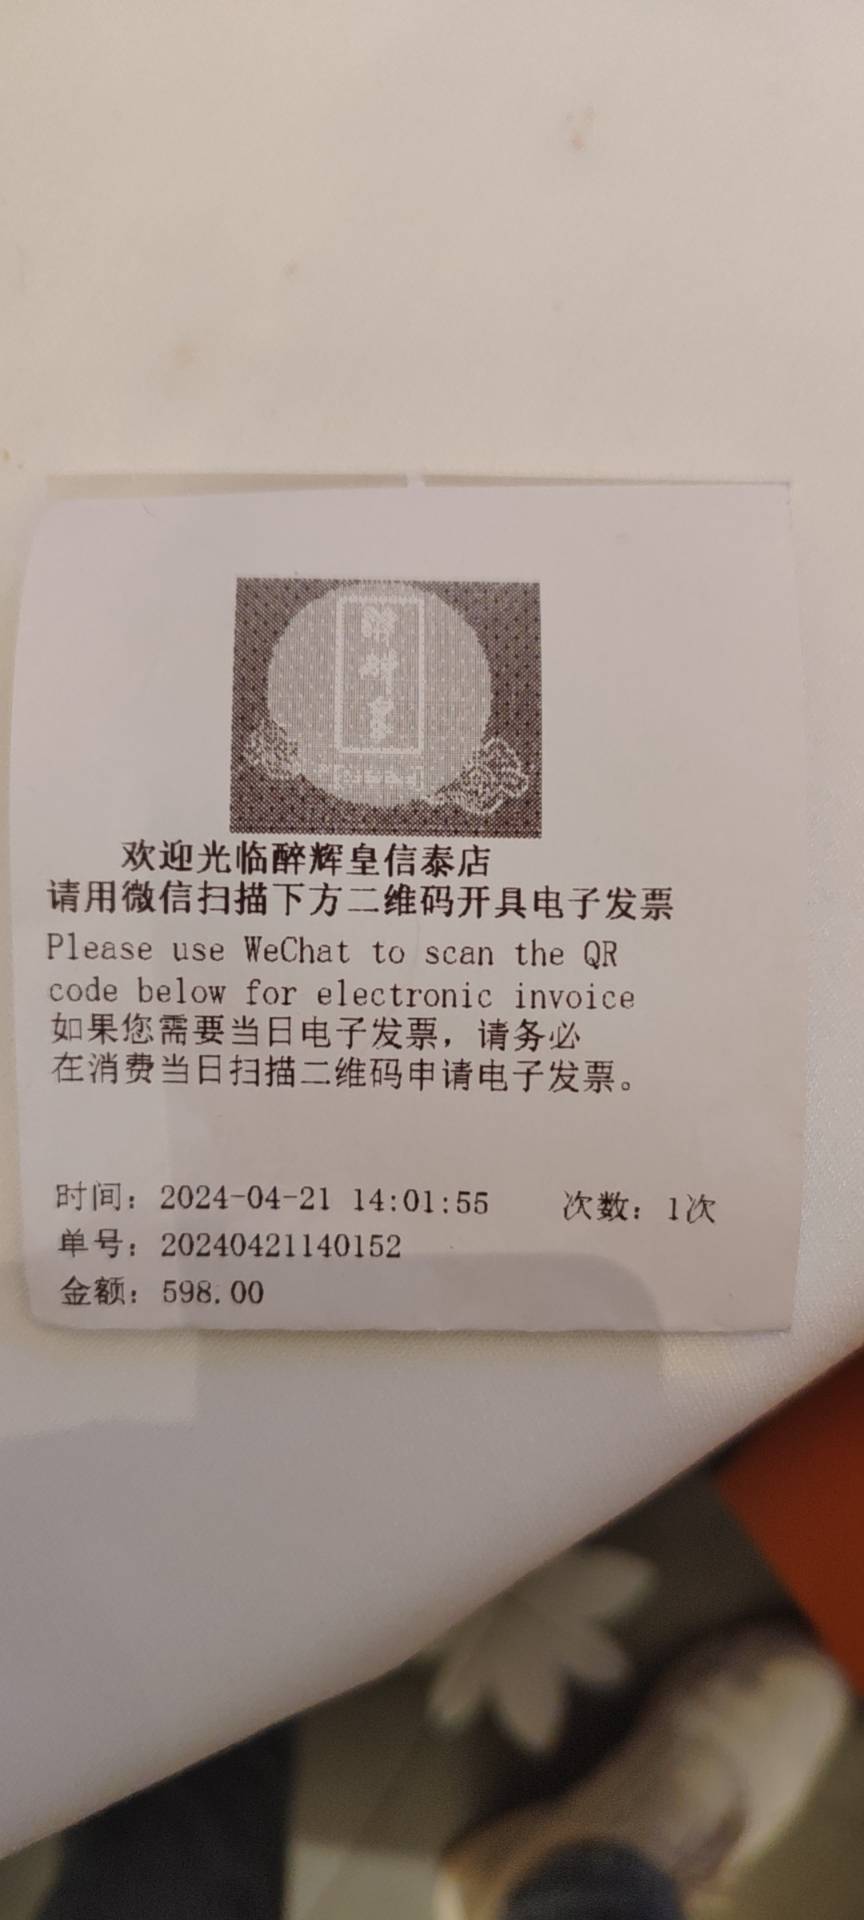 醉辉皇
欢迎光临醉辉皇信泰店
请用微信扫描下方二维码开具电子发票
Please use WeChat to scan the QR
code below for electronic invoice
如果您需要当日电子发票，请务必
在消费当日扫描二维码申请电子发票。
时间：2024-04-21 14:01:55 次数：1次
单号：20240421140152
金额：598.00